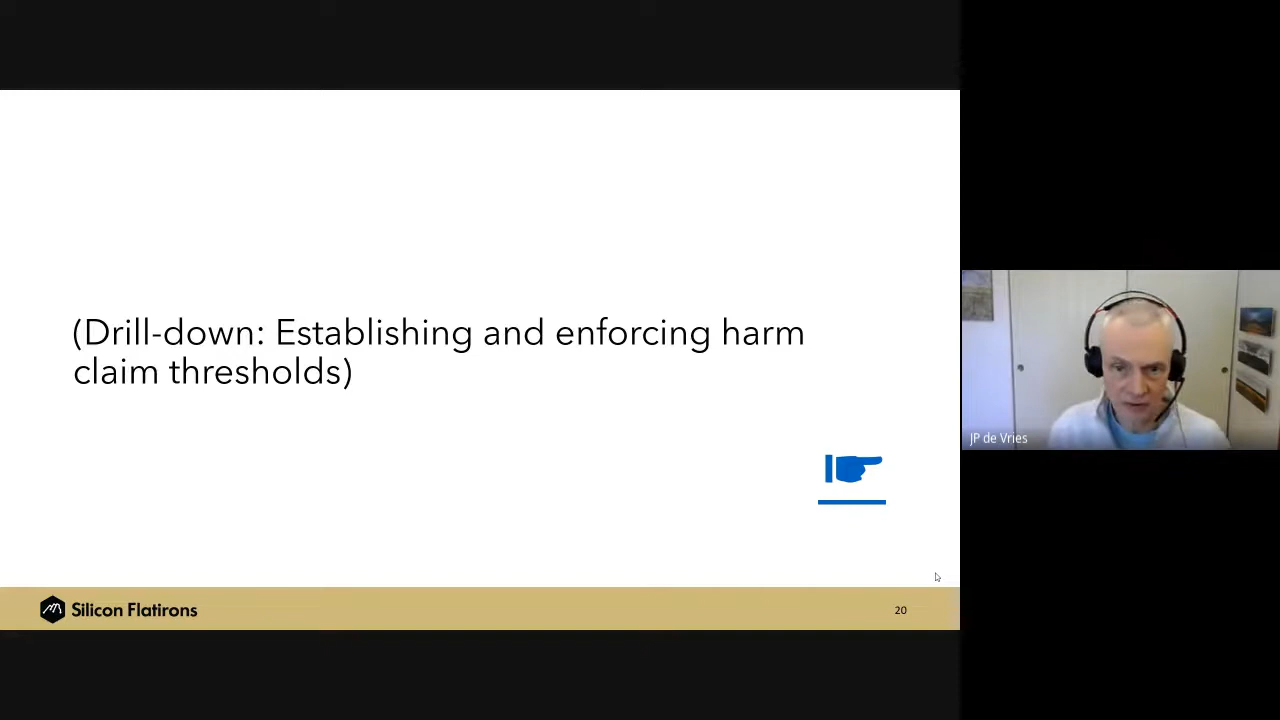 (Drill-down: Establishing and enforcing harm
claim thresholds)
JP de Vries
Silicon Flatirons
20